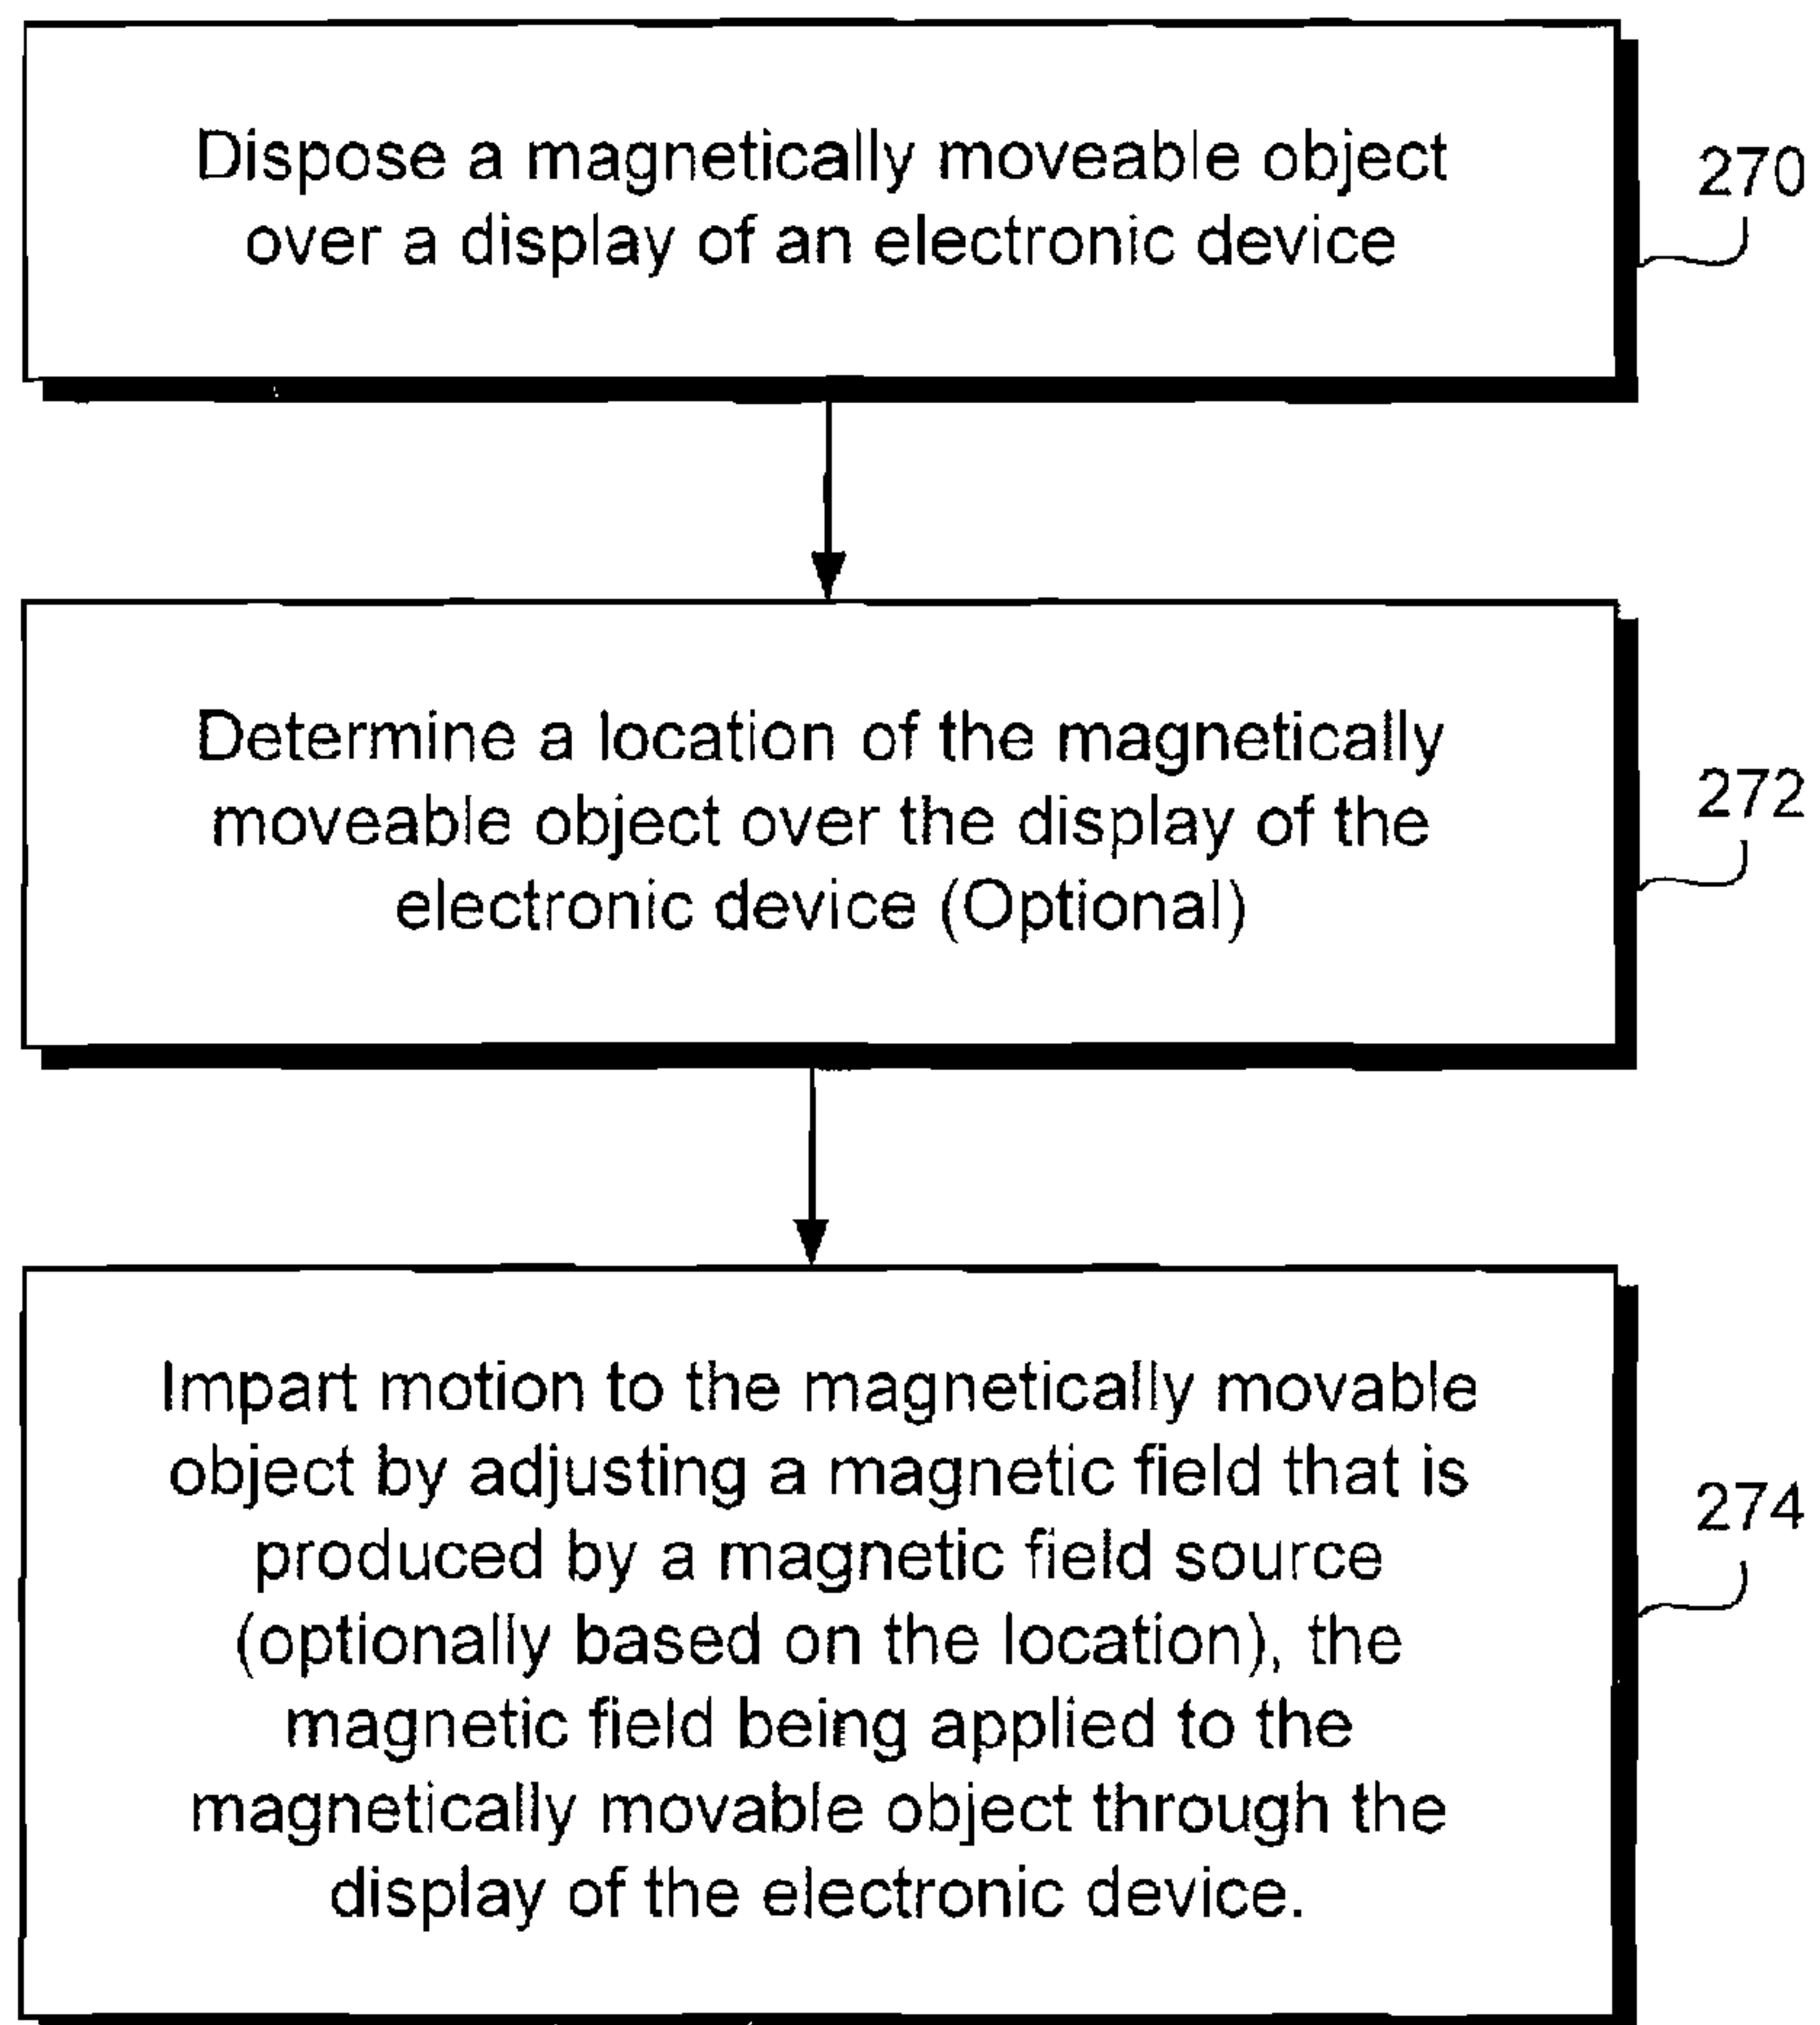 Dispose a magnetically moveable object
over a display of an electronic device
270
Determine a location of the magnetically
moveable object over the display of the
electronic device (Optional)
272
Impart motion to the magnetically movable
object by adjusting a magnetic field that is
produced by a magnetic field source
(optionally based on the location), the
magnetic field being applied to the
magnetically movable object through the
display of the electronic device.
274